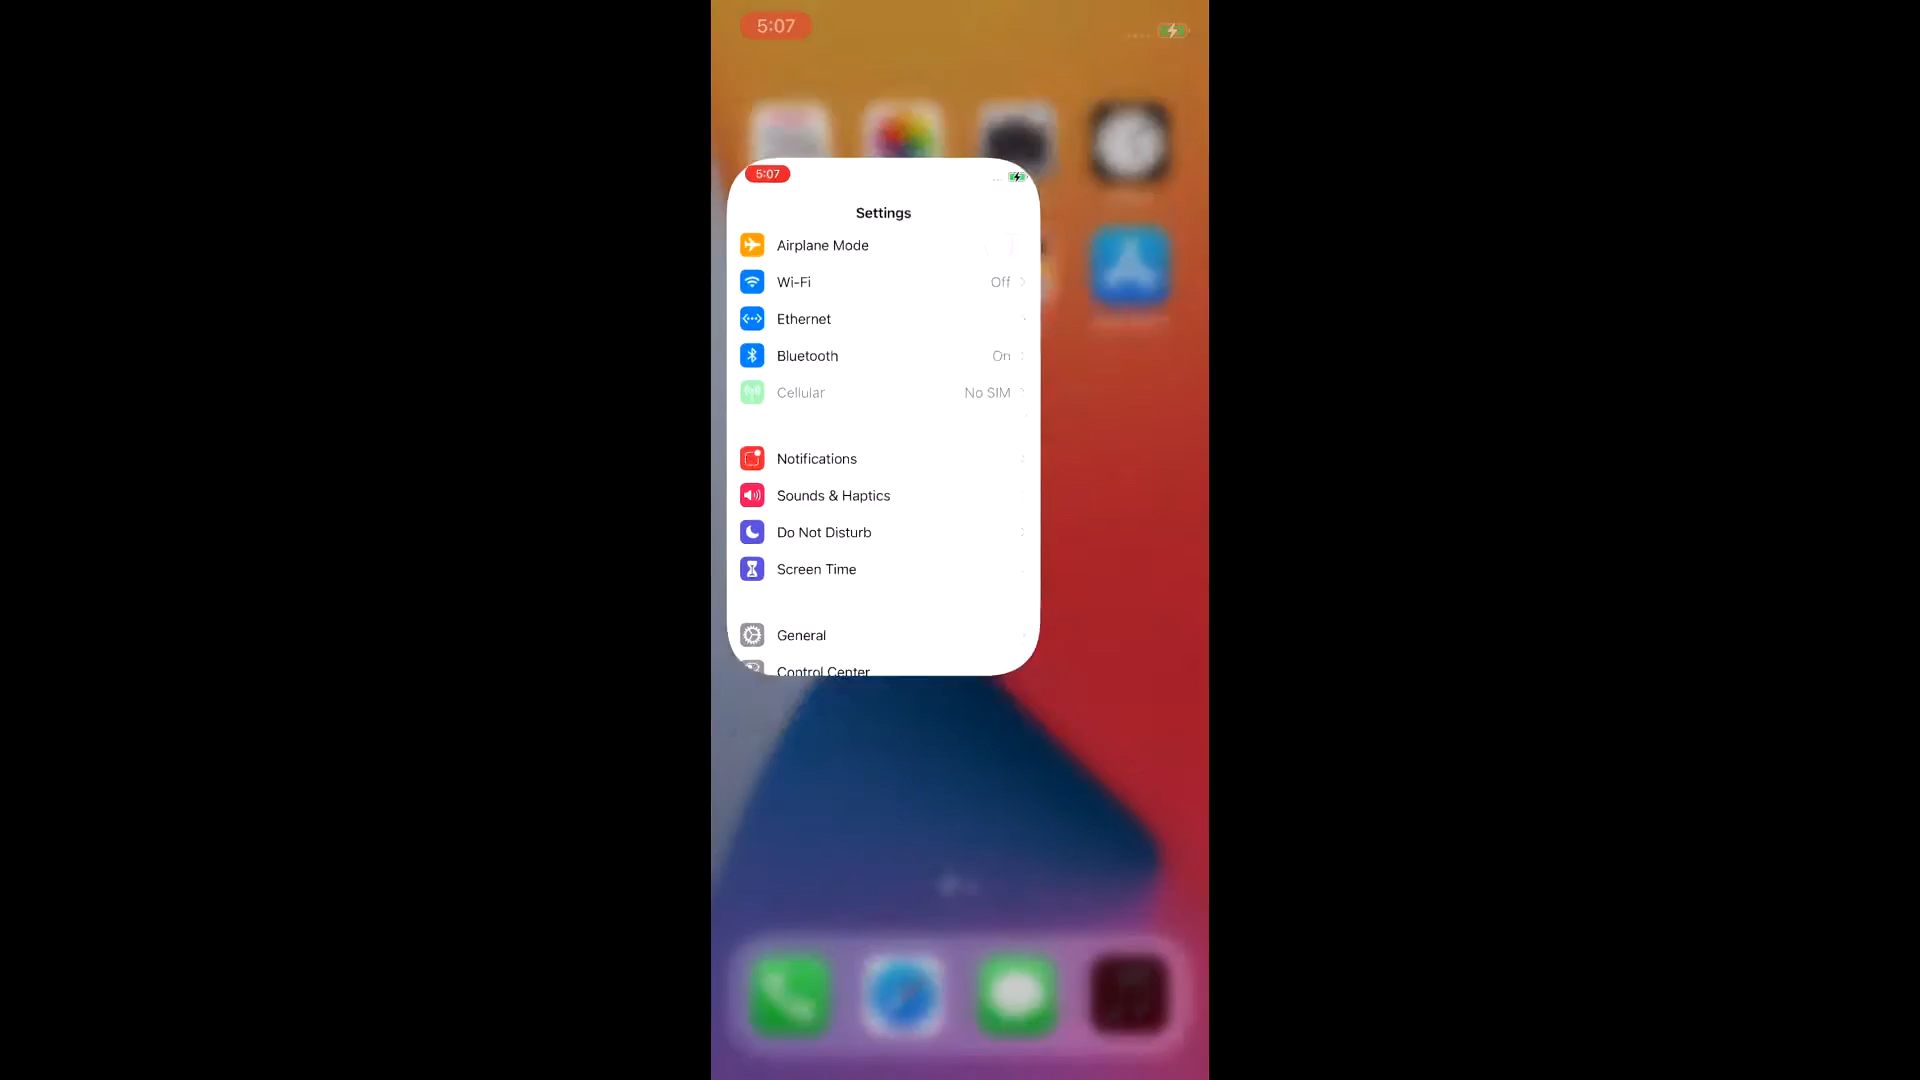 5:07
5:07
Settings
Airplane Mode
Wi-Fi Off
Ethernet
Bluetooth On
Cellular No SIM
Notifications
Sounds & Haptics
Do Not Disturb
Screen Time
General
Control Center